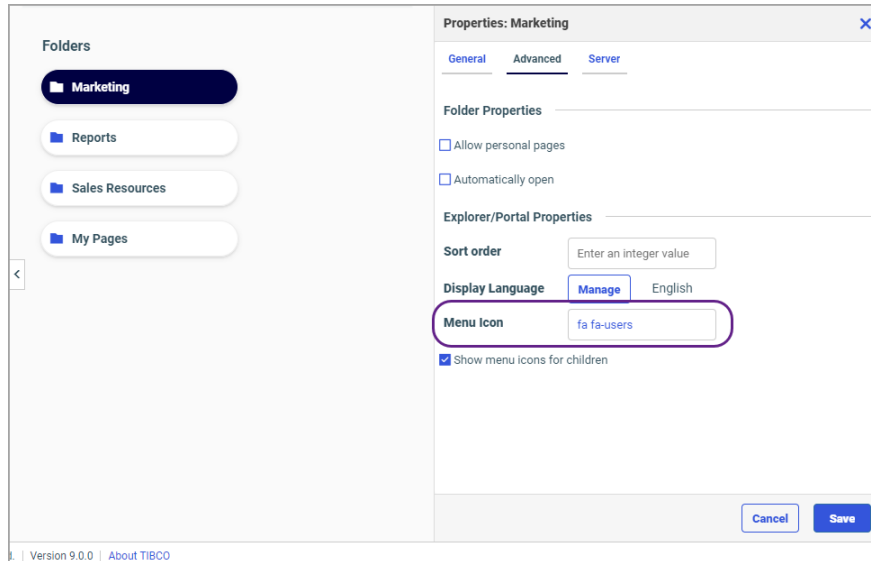 Folders
Marketing
Reports
Sales Resources
My Pages
Properties: Marketing
General Advanced Server
Folder Properties
Allow personal pages
Automatically open
Explorer/Portal Properties
Sort order Enter an integer value
Display Language Manage English
Menu Icon fa fa-users
Show menu icons for children
Cancel Save
Version 9.0.0 | About TIBCO